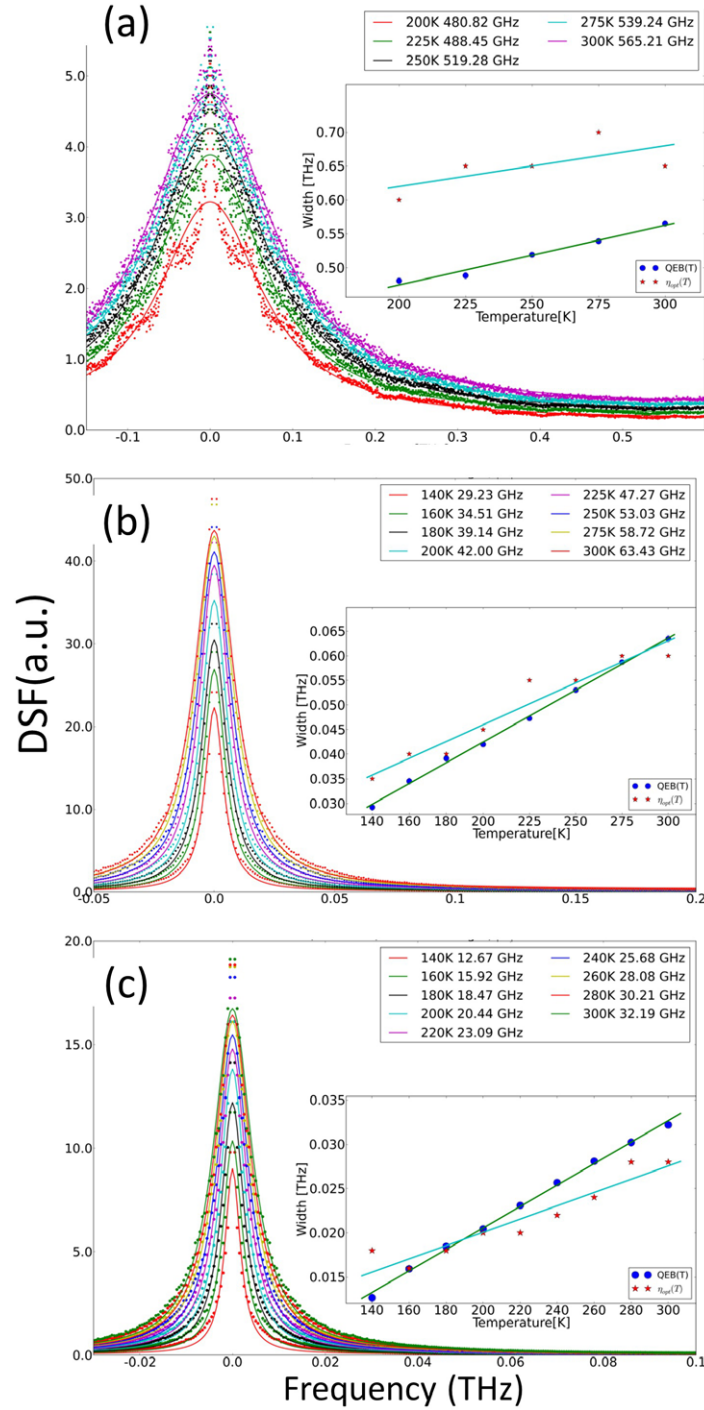 (a)
200K 480.82 GHz 275K 539.24 GHz
225K 488.45 GHz 300K 565.21 GHz
250K 519.28 GHz
5.0
4.0
3.0
2.0
1.0
0.0
-0.1 0.0 0.1 0.2 0.3 0.4 0.5
Width [THz]
0.70
0.65
0.60
0.55
0.50
QEB(T)
η_opt(T)
200 225 250 275 300
Temperature[K]
(b)
140K 29.23 GHz 225K 47.27 GHz
160K 34.51 GHz 250K 53.03 GHz
180K 39.14 GHz 275K 58.72 GHz
200K 42.00 GHz 300K 63.43 GHz
50.0
40.0
30.0
20.0
10.0
0.0
-0.05 0.0 0.05 0.1 0.15 0.2
Width [THz]
0.065
0.060
0.055
0.050
0.045
0.040
0.035
0.030
QEB(T)
η_opt(T)
140 160 180 200 225 250 275 300
Temperature[K]
DSF(a.u.)
(c)
140K 12.67 GHz 240K 25.68 GHz
160K 15.92 GHz 260K 28.08 GHz
180K 18.47 GHz 280K 30.21 GHz
200K 20.44 GHz 300K 32.19 GHz
220K 23.09 GHz
20.0
15.0
10.0
5.0
0.0
-0.02 0.0 0.02 0.04 0.06 0.08 0.1
Width [THz]
0.035
0.030
0.025
0.020
0.015
QEB(T)
η_opt(T)
140 160 180 200 220 240 260 280 300
Temperature[K]
Frequency (THz)